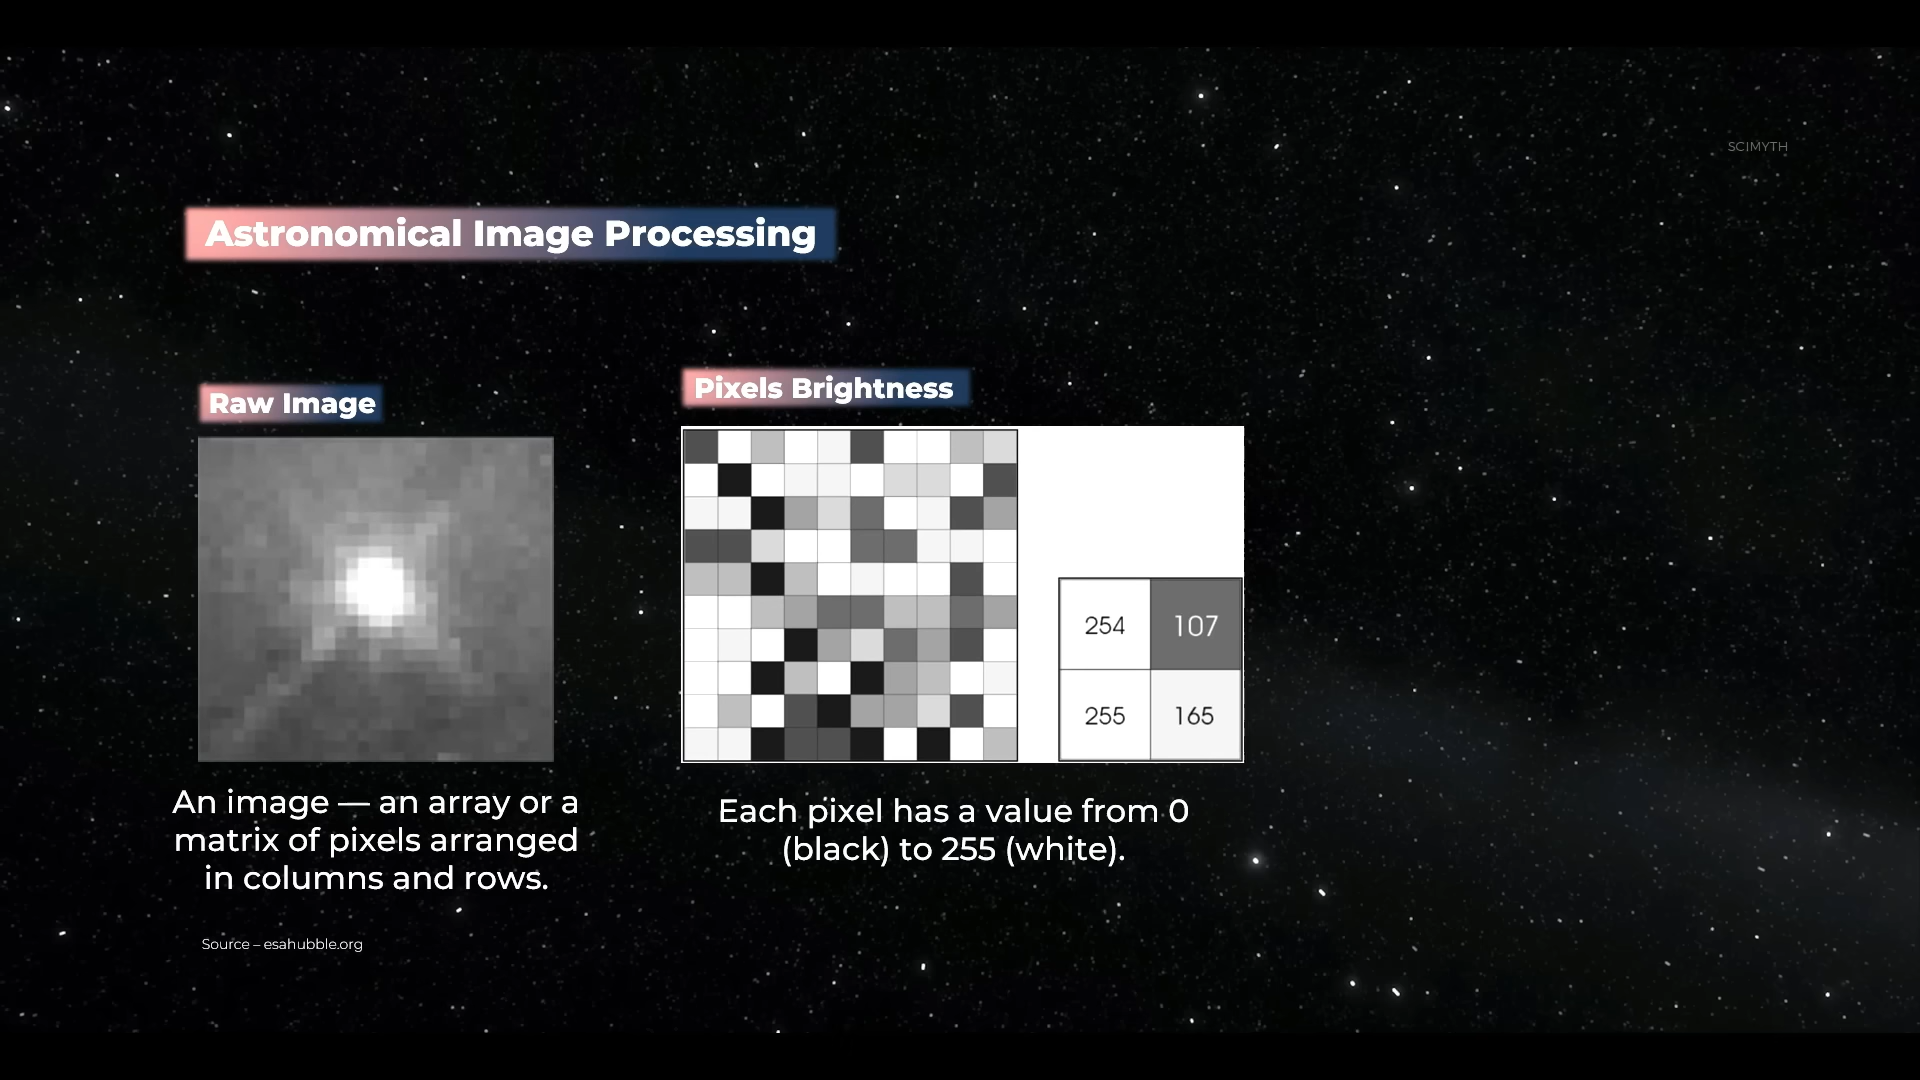 SCIMYTH
Astronomical Image Processing
Raw Image
An image — an array or a
matrix of pixels arranged
in columns and rows.
Pixels Brightness
254 107
255 165
Each pixel has a value from 0
(black) to 255 (white).
Source – esahubble.org